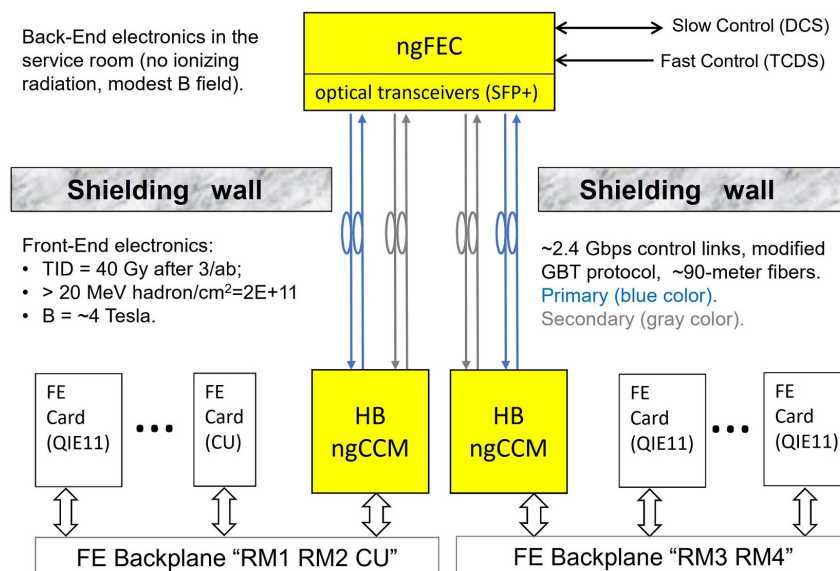 Back-End electronics in the
service room (no ionizing
radiation, modest B field).
ngFEC
optical transceivers (SFP+)
Slow Control (DCS)
Fast Control (TCDS)
Shielding wall
Shielding wall
Front-End electronics:
• TID = 40 Gy after 3/ab;
• > 20 MeV hadron/cm²=2E+11
• B = ~4 Tesla.
~2.4 Gbps control links, modified
GBT protocol, ~90-meter fibers.
Primary (blue color).
Secondary (gray color).
FE
Card
(QIE11)
•••
FE
Card
(CU)
HB
ngCCM
HB
ngCCM
FE
Card
(QIE11)
•••
FE
Card
(QIE11)
FE Backplane “RM1 RM2 CU”
FE Backplane “RM3 RM4”